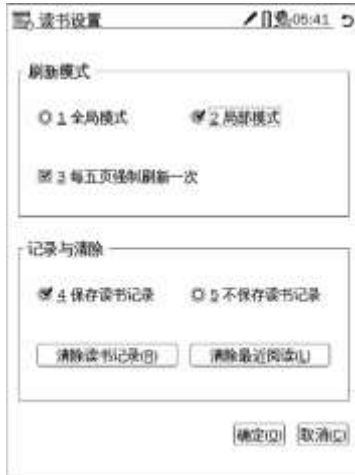 读书设置 05:41
刷新模式
1 全局模式 2 局部模式
3 每五页强制刷新一次
记录与清除
4 保存读书记录 5 不保存读书记录
清除读书记录(R) 清除最近阅读(L)
确定(O) 取消(C)